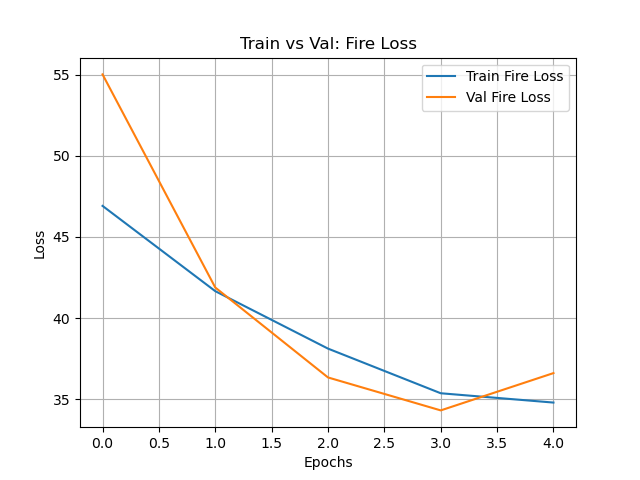 Train vs Val: Fire Loss
Train Fire Loss
Val Fire Loss
55
50
45
40
35
Loss
0.0 0.5 1.0 1.5 2.0 2.5 3.0 3.5 4.0
Epochs